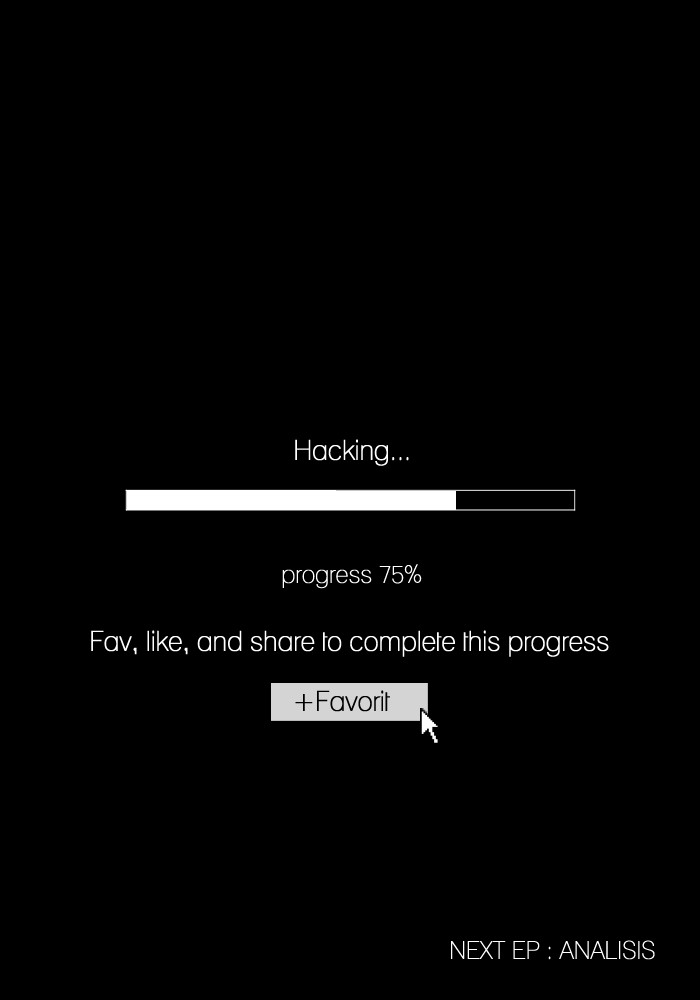 Hacking...
progress 75%
Fav, like, and share to complete this progress
+Favorit
NEXT EP : ANALISIS